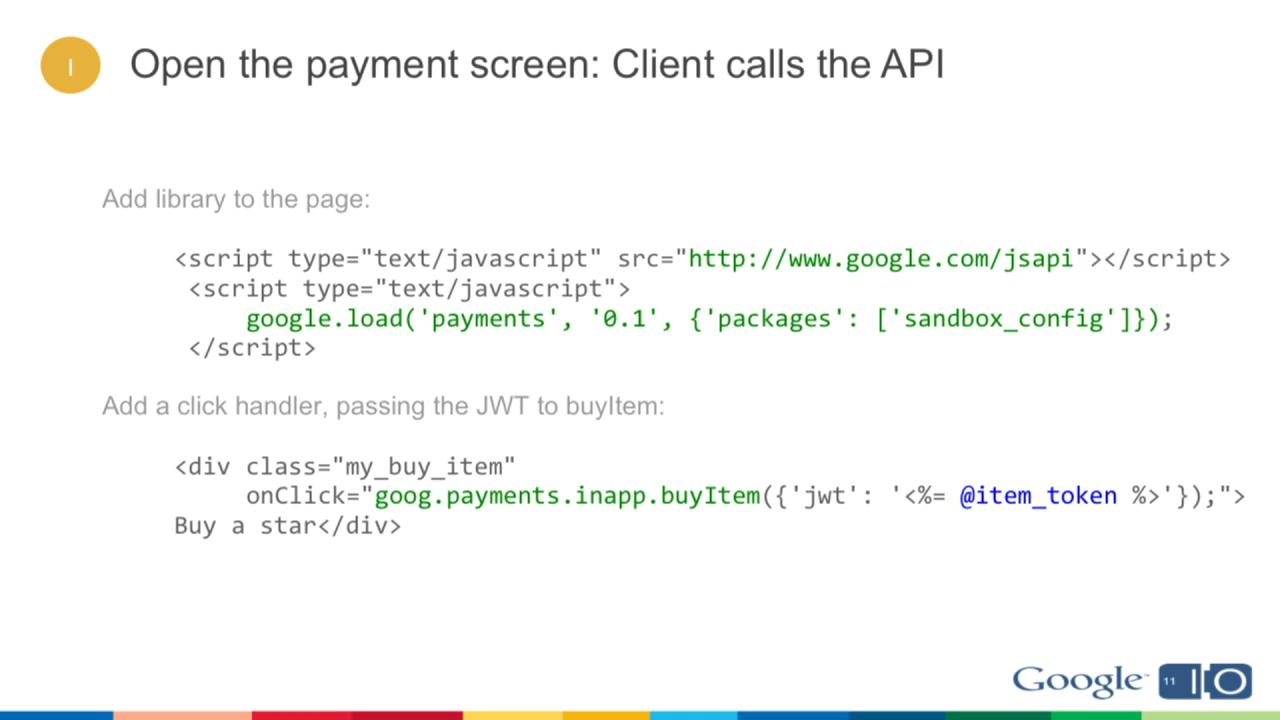 I
Open the payment screen: Client calls the API
Add library to the page:
<script type="text/javascript" src="http://www.google.com/jsapi"></script>
<script type="text/javascript">
google.load('payments', '0.1', {'packages': ['sandbox_config']});
</script>
Add a click handler, passing the JWT to buyItem:
<div class="my_buy_item"
onClick="goog.payments.inapp.buyItem({'jwt': '<%= @item_token %>'});">
Buy a star</div>
Google™ 11 IO